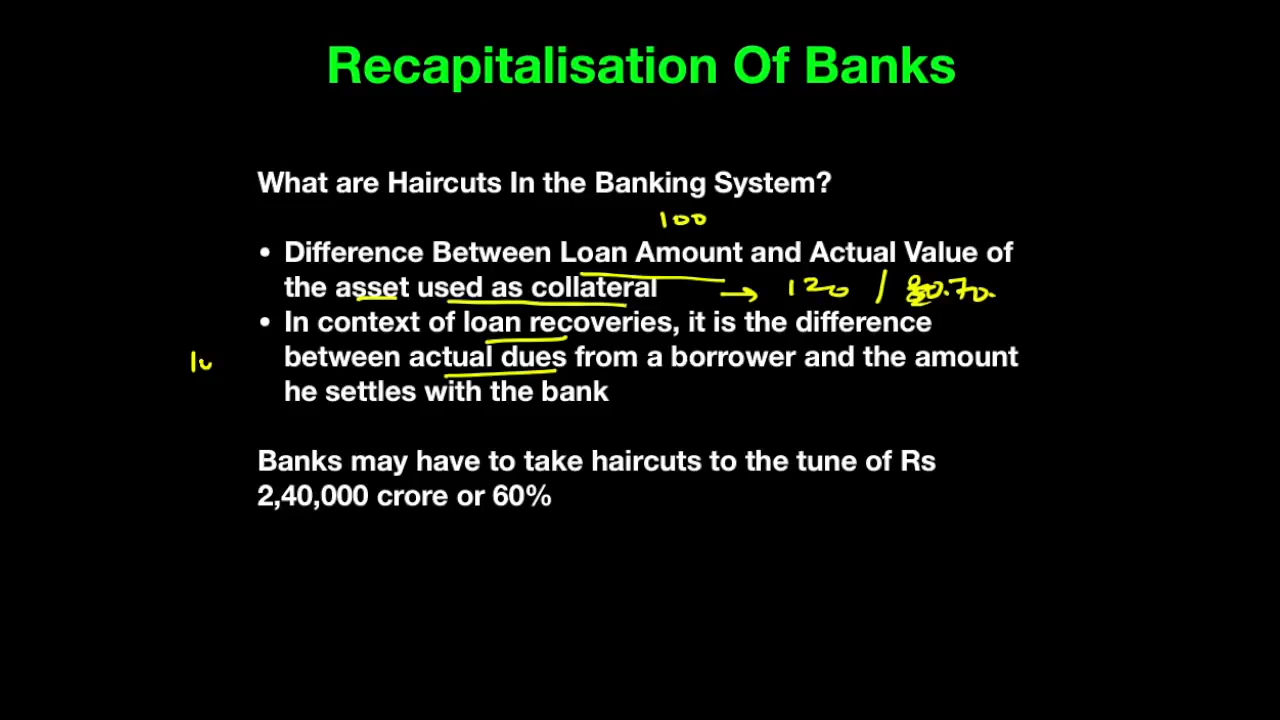 Recapitalisation Of Banks
What are Haircuts In the Banking System?
100
• Difference Between Loan Amount and Actual Value of
the asset used as collateral → 120 /
• In context of loan recoveries, it is the difference
between actual dues from a borrower and the amount
he settles with the bank
Banks may have to take haircuts to the tune of Rs
2,40,000 crore or 60%